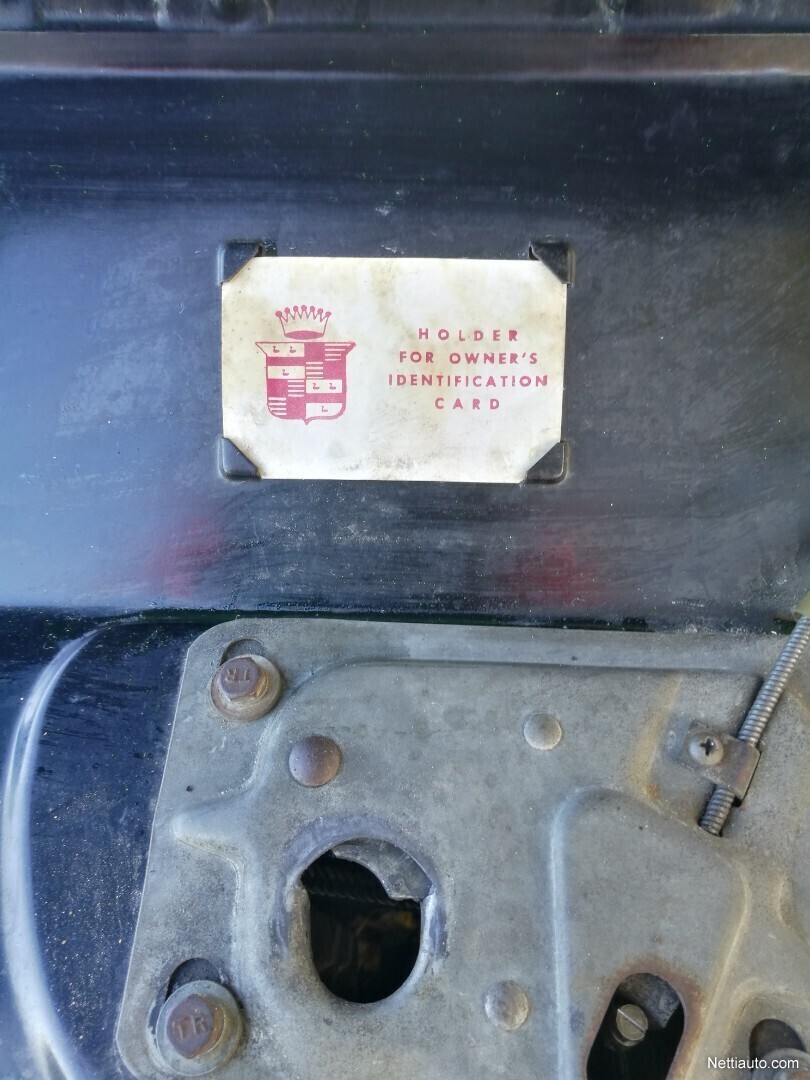 HOLDER
FOR OWNER'S
IDENTIFICATION
CARD
TR
TR
Nettiauto.com